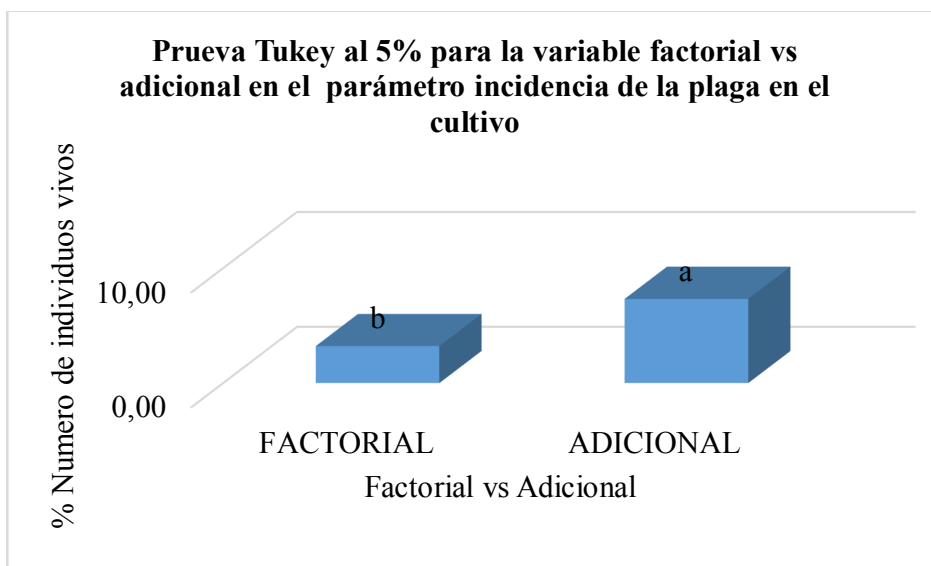 Prueba Tukey al 5% para la variable factorial vs
adicional en el parámetro incidencia de la plaga en el
cultivo
% Numero de individuos vivos
10,00
0,00
b
a
FACTORIAL
ADICIONAL
Factorial vs Adicional